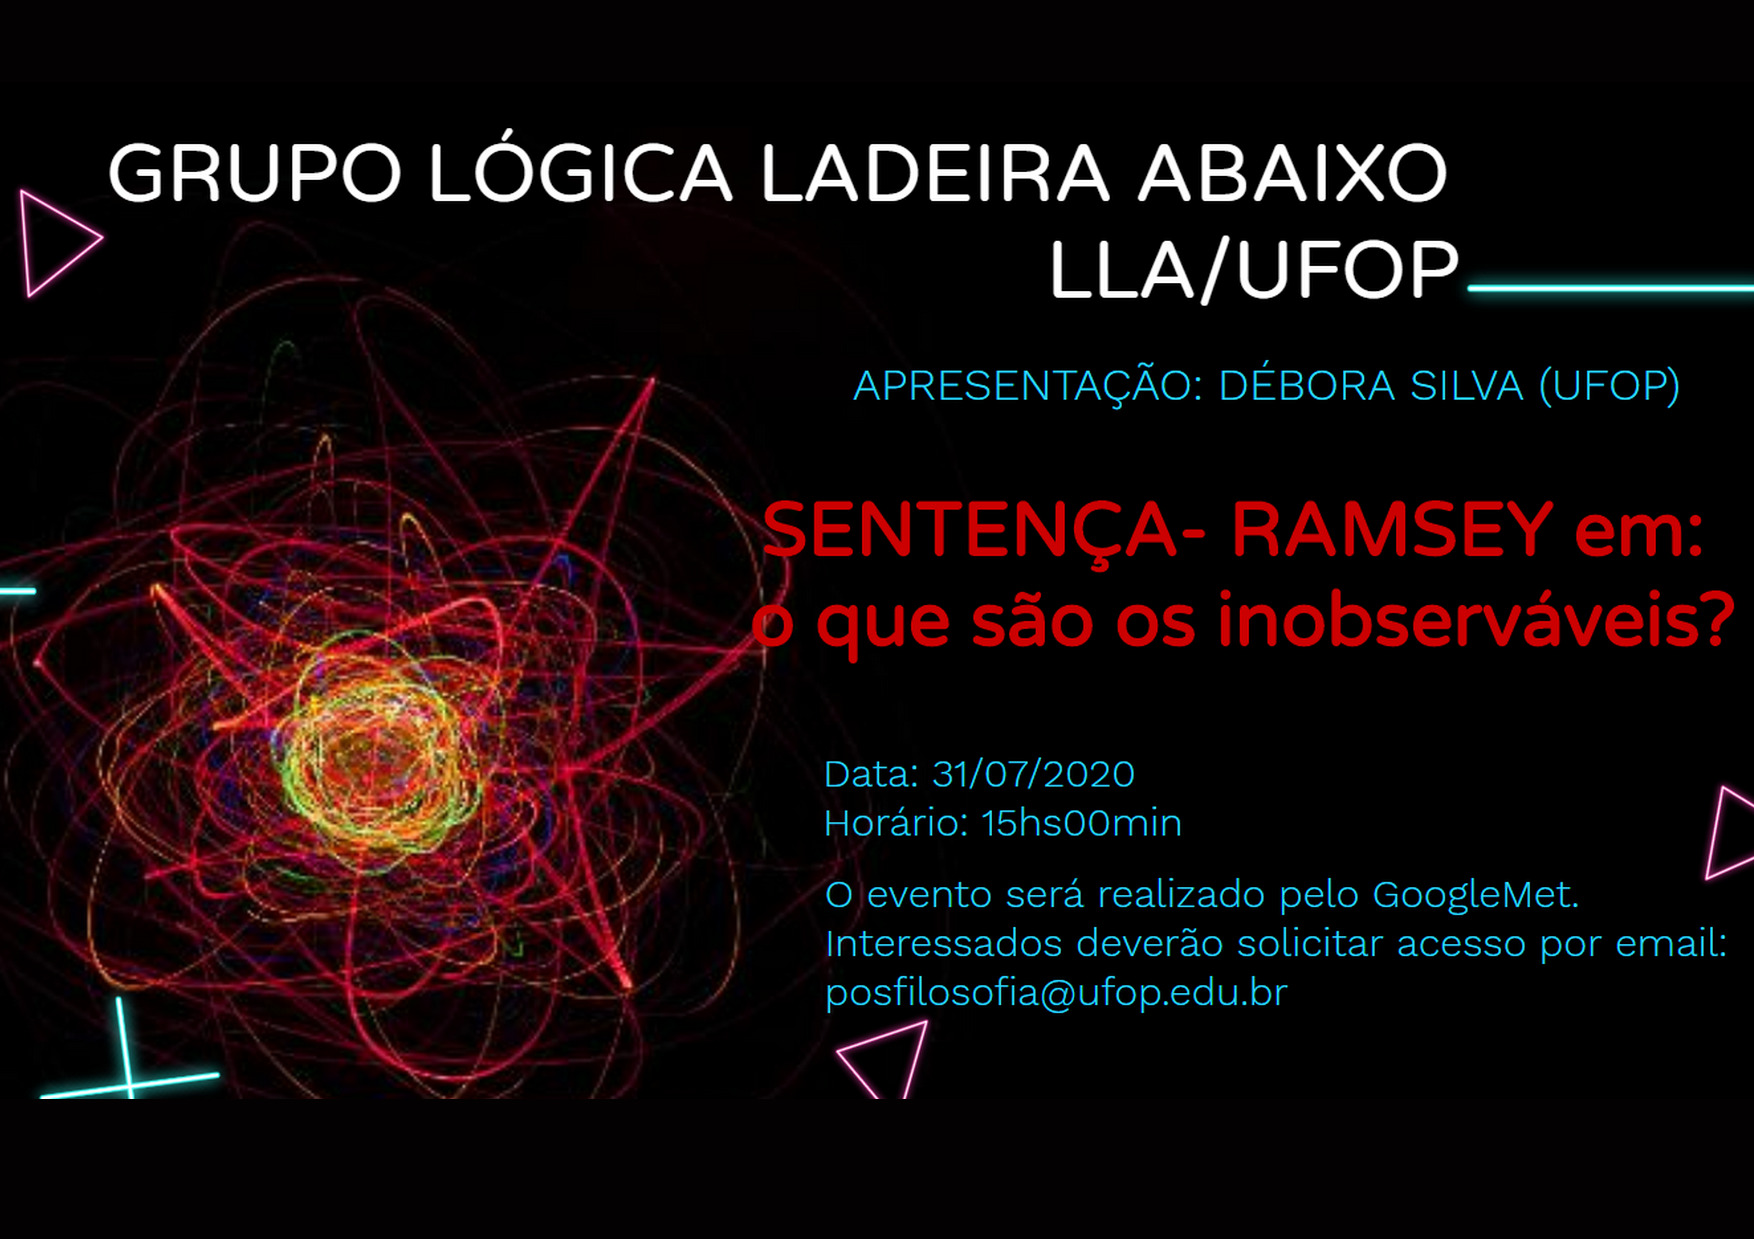 GRUPO LÓGICA LADEIRA ABAIXO
LLA/UFOP
APRESENTAÇÃO: DÉBORA SILVA (UFOP)
SENTENÇA- RAMSEY em:
o que são os inobserváveis?
Data: 31/07/2020
Horário: 15hs00min
O evento será realizado pelo GoogleMet.
Interessados deverão solicitar acesso por email:
posfilosofia@ufop.edu.br